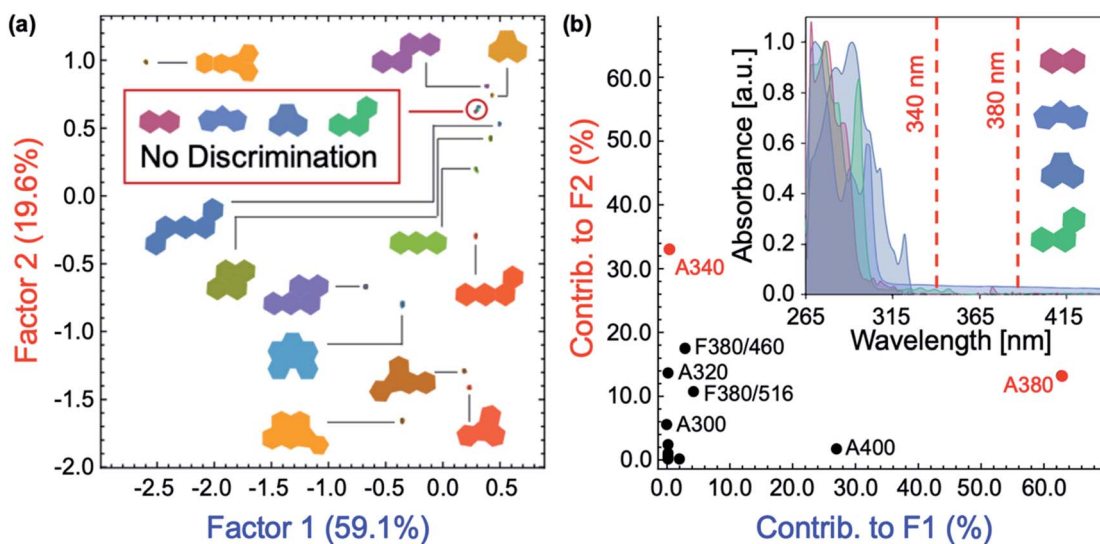 (a)
Factor 2 (19.6%)
1.0
0.5
0.0
-0.5
-1.0
-1.5
-2.0
No Discrimination
-2.5
-2.0
-1.5
-1.0
-0.5
0.0
0.5
Factor 1 (59.1%)
(b)
Contrib. to F2 (%)
60.0
50.0
40.0
30.0
20.0
10.0
0.0
A340
F380/460
A320
F380/516
A300
A400
A380
0.0
10.0
20.0
30.0
40.0
50.0
60.0
Contrib. to F1 (%)
Absorbance [a.u.]
1.0
0.8
0.6
0.4
0.2
0.0
340 nm
380 nm
265
315
365
415
Wavelength [nm]